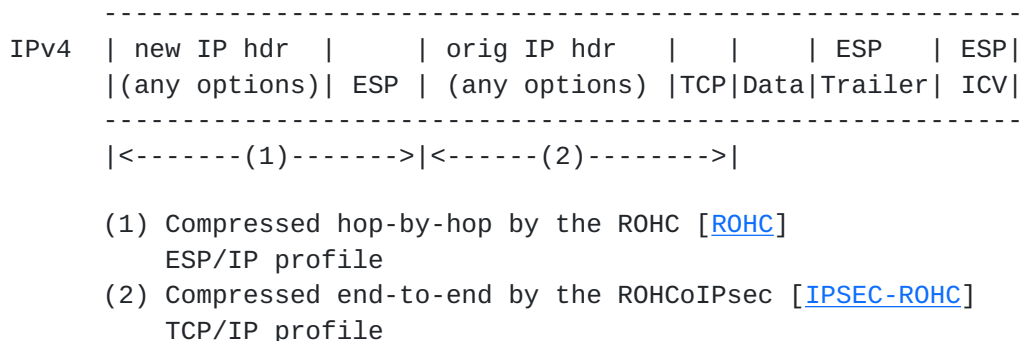 -----------------------------------------------------------
IPv4  | new IP hdr  |     | orig IP hdr   |   |    | ESP   | ESP|
      |(any options)| ESP | (any options) |TCP|Data|Trailer| ICV|
-----------------------------------------------------------
|<-------(1)------->|<------(2)-------->|
(1) Compressed hop-by-hop by the ROHC [ROHC]
ESP/IP profile
(2) Compressed end-to-end by the ROHCoIPsec [IPSEC-ROHC]
TCP/IP profile